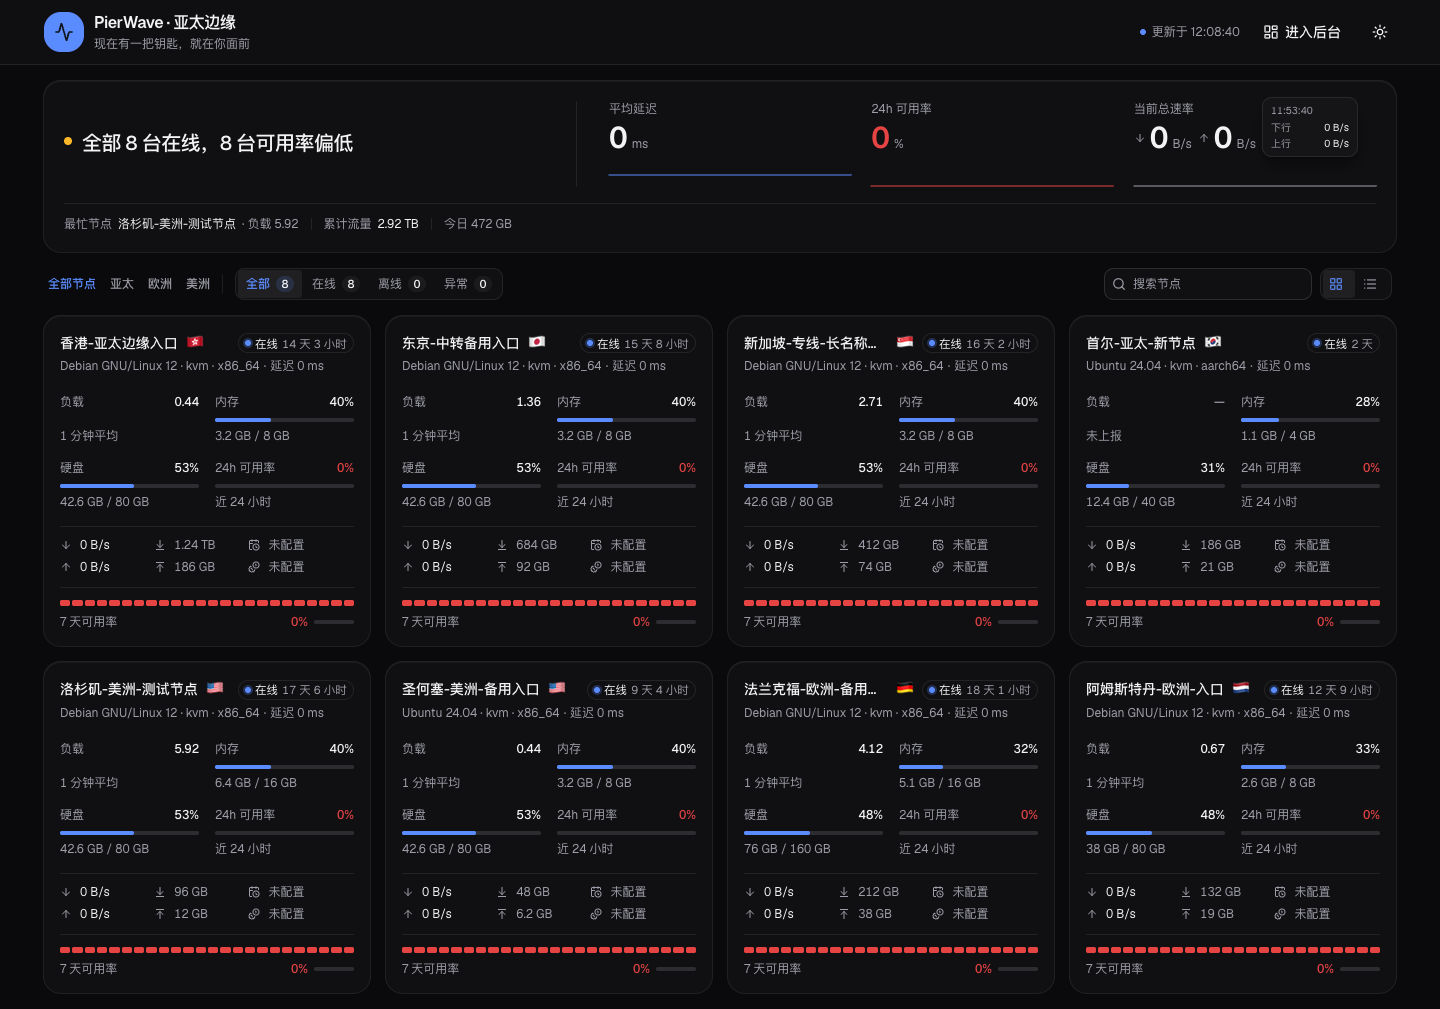 PierWave · 亚太边缘
现在有一把钥匙，就在你面前
更新于 12:08:40
进入后台
全部 8 台在线，8 台可用率偏低
平均延迟
0 ms
24h 可用率
0 %
当前总速率
0 B/s 0 B/s
11:53:40
下行 0 B/s
上行 0 B/s
最忙节点 洛杉矶-美洲-测试节点 · 负载 5.92 累计流量 2.92 TB 今日 472 GB
全部节点 亚太 欧洲 美洲 全部 8 在线 8 离线 0 异常 0
搜索节点
香港-亚太边缘入口 在线 14 天 3 小时
Debian GNU/Linux 12 · kvm · x86_64 · 延迟 0 ms
负载 0.44 内存 40%
1 分钟平均 3.2 GB / 8 GB
硬盘 53% 24h 可用率 0%
42.6 GB / 80 GB 近 24 小时
0 B/s 1.24 TB 未配置
0 B/s 186 GB 未配置
7 天可用率 0%
东京-中转备用入口 在线 15 天 8 小时
Debian GNU/Linux 12 · kvm · x86_64 · 延迟 0 ms
负载 1.36 内存 40%
1 分钟平均 3.2 GB / 8 GB
硬盘 53% 24h 可用率 0%
42.6 GB / 80 GB 近 24 小时
0 B/s 684 GB 未配置
0 B/s 92 GB 未配置
7 天可用率 0%
新加坡-专线-长名称... 在线 16 天 2 小时
Debian GNU/Linux 12 · kvm · x86_64 · 延迟 0 ms
负载 2.71 内存 40%
1 分钟平均 3.2 GB / 8 GB
硬盘 53% 24h 可用率 0%
42.6 GB / 80 GB 近 24 小时
0 B/s 412 GB 未配置
0 B/s 74 GB 未配置
7 天可用率 0%
首尔-亚太-新节点 在线 2 天
Ubuntu 24.04 · kvm · aarch64 · 延迟 0 ms
负载 — 内存 28%
未上报 1.1 GB / 4 GB
硬盘 31% 24h 可用率 0%
12.4 GB / 40 GB 近 24 小时
0 B/s 186 GB 未配置
0 B/s 21 GB 未配置
7 天可用率 0%
洛杉矶-美洲-测试节点 在线 17 天 6 小时
Debian GNU/Linux 12 · kvm · x86_64 · 延迟 0 ms
负载 5.92 内存 40%
1 分钟平均 6.4 GB / 16 GB
硬盘 53% 24h 可用率 0%
42.6 GB / 80 GB 近 24 小时
0 B/s 96 GB 未配置
0 B/s 12 GB 未配置
7 天可用率 0%
圣何塞-美洲-备用入口 在线 9 天 4 小时
Ubuntu 24.04 · kvm · x86_64 · 延迟 0 ms
负载 0.44 内存 40%
1 分钟平均 3.2 GB / 8 GB
硬盘 53% 24h 可用率 0%
42.6 GB / 80 GB 近 24 小时
0 B/s 48 GB 未配置
0 B/s 6.2 GB 未配置
7 天可用率 0%
法兰克福-欧洲-备用... 在线 18 天 1 小时
Debian GNU/Linux 12 · kvm · x86_64 · 延迟 0 ms
负载 4.12 内存 32%
1 分钟平均 5.1 GB / 16 GB
硬盘 48% 24h 可用率 0%
76 GB / 160 GB 近 24 小时
0 B/s 212 GB 未配置
0 B/s 38 GB 未配置
7 天可用率 0%
阿姆斯特丹-欧洲-入口 在线 12 天 9 小时
Debian GNU/Linux 12 · kvm · x86_64 · 延迟 0 ms
负载 0.67 内存 33%
1 分钟平均 2.6 GB / 8 GB
硬盘 48% 24h 可用率 0%
38 GB / 80 GB 近 24 小时
0 B/s 132 GB 未配置
0 B/s 19 GB 未配置
7 天可用率 0%